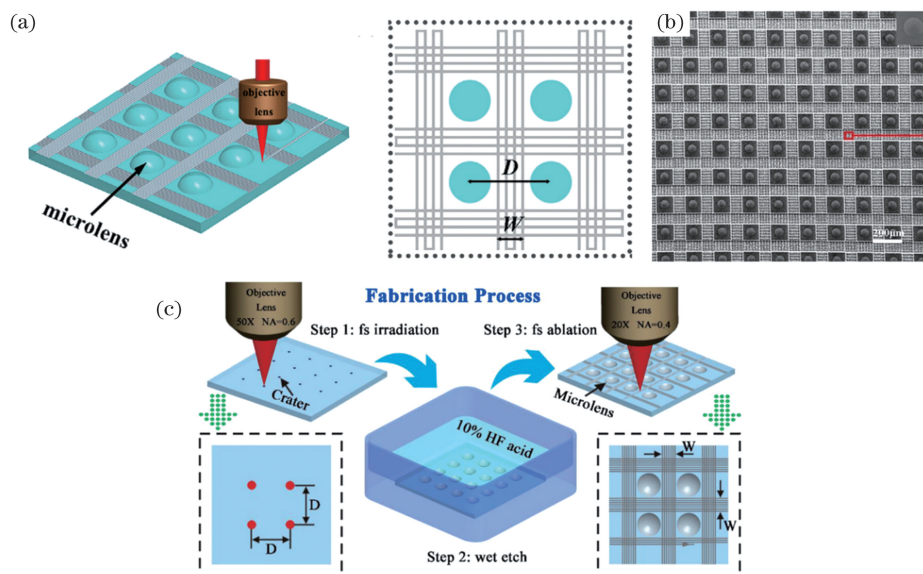 (a)
objective
lens
microlens
D
W
(b)
200μm
(c)
Fabrication Process
Objective
Lens
50X NA=0.6
Step 1: fs irradiation
Step 3: fs ablation
Objective
Lens
20X NA=0.4
Crater
Microlens
10% HF acid
D
D
W
W
Step 2: wet etch